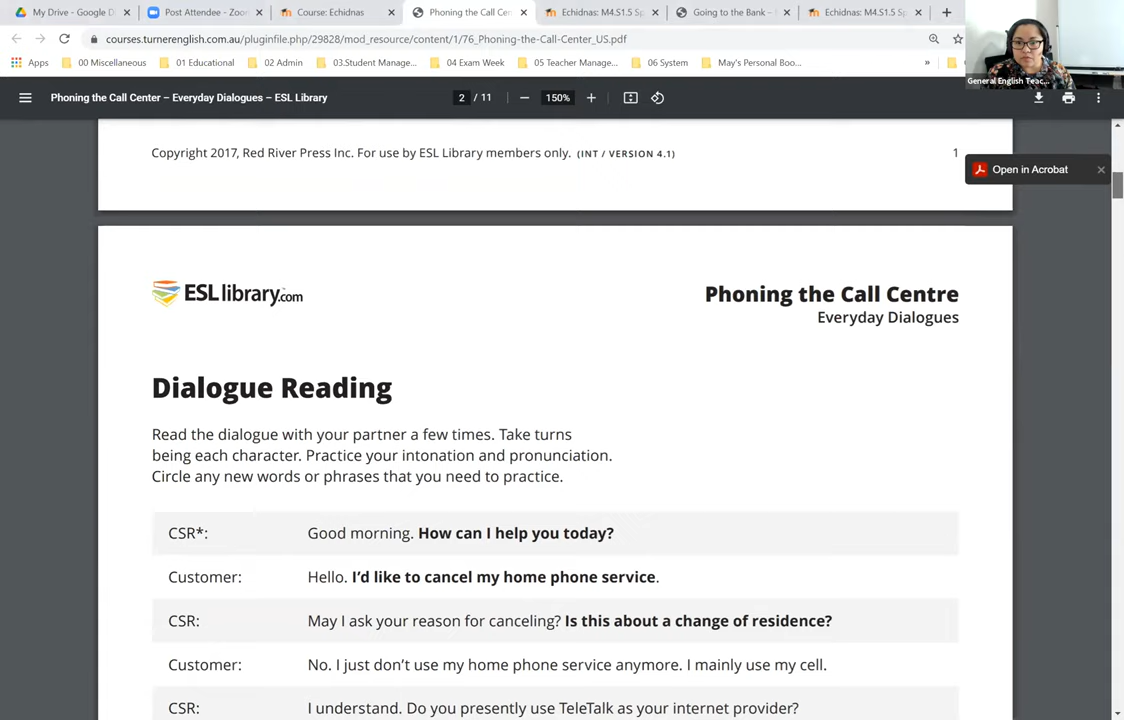 My Drive - Google D
Post Attendee - Zoo
Course: Echidnas
Phoning the Call Cen
Echidnas: M4.S1.5 Sp
Going to the Bank –
Echidnas: M4.S1.5 Sp
courses.turnerenglish.com.au/pluginfile.php/29828/mod_resource/content/1/76_Phoning-the-Call-Center_US.pdf
Apps
00 Miscellaneous
01 Educational
02 Admin
03.Student Manage...
04 Exam Week
05 Teacher Manage...
06 System
May's Personal Boo...
»
General English Teac...
Phoning the Call Center – Everyday Dialogues – ESL Library
2 / 11
150%
Copyright 2017, Red River Press Inc. For use by ESL Library members only. (INT / VERSION 4.1)
1
Open in Acrobat
ESLlibrary.com
Phoning the Call Centre
Everyday Dialogues
Dialogue Reading
Read the dialogue with your partner a few times. Take turns
being each character. Practice your intonation and pronunciation.
Circle any new words or phrases that you need to practice.
CSR*: Good morning. How can I help you today?
Customer: Hello. I'd like to cancel my home phone service.
CSR: May I ask your reason for canceling? Is this about a change of residence?
Customer: No. I just don't use my home phone service anymore. I mainly use my cell.
CSR: I understand. Do you presently use TeleTalk as your internet provider?